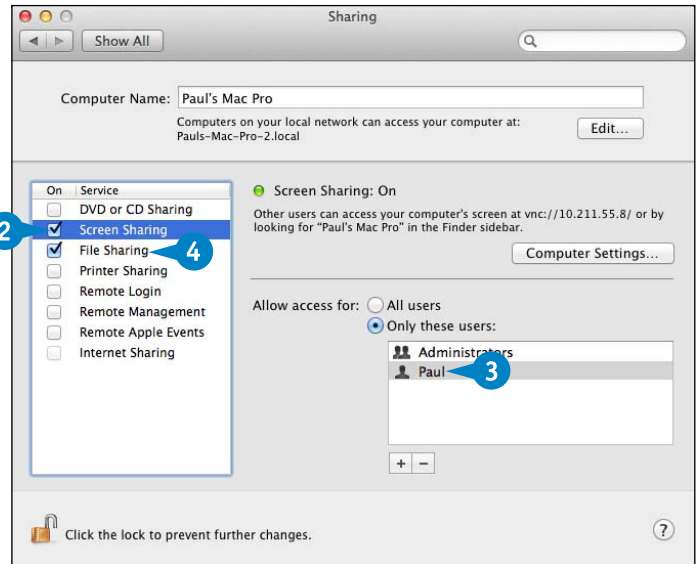 Sharing
Show All
Computer Name: Paul's Mac Pro
Computers on your local network can access your computer at:
Pauls-Mac-Pro-2.local
Edit...
On Service
DVD or CD Sharing
2
Screen Sharing
File Sharing
4
Printer Sharing
Remote Login
Remote Management
Remote Apple Events
Internet Sharing
Screen Sharing: On
Other users can access your computer's screen at vnc://10.211.55.8/ or by
looking for "Paul's Mac Pro" in the Finder sidebar.
Computer Settings...
Allow access for: All users
Only these users:
Administrators
Paul
3
+ −
Click the lock to prevent further changes.
?